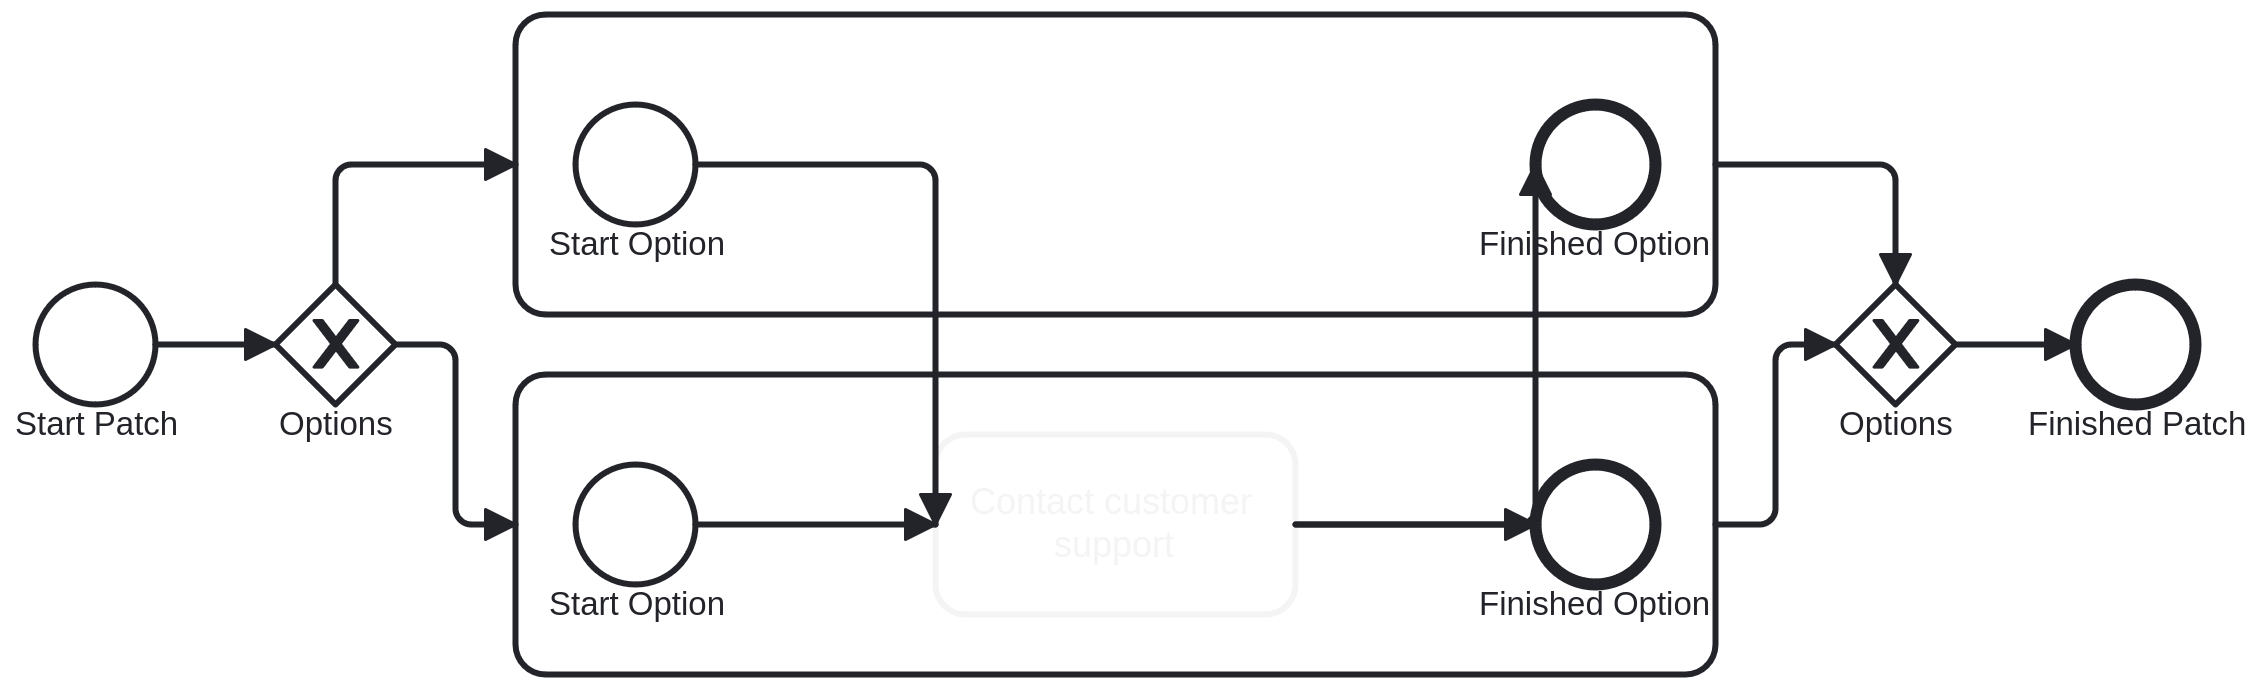 Start Option
Finished Option
Start Patch
X
Options
X
Options
Finished Patch
Contact customer
support
Start Option
Finished Option